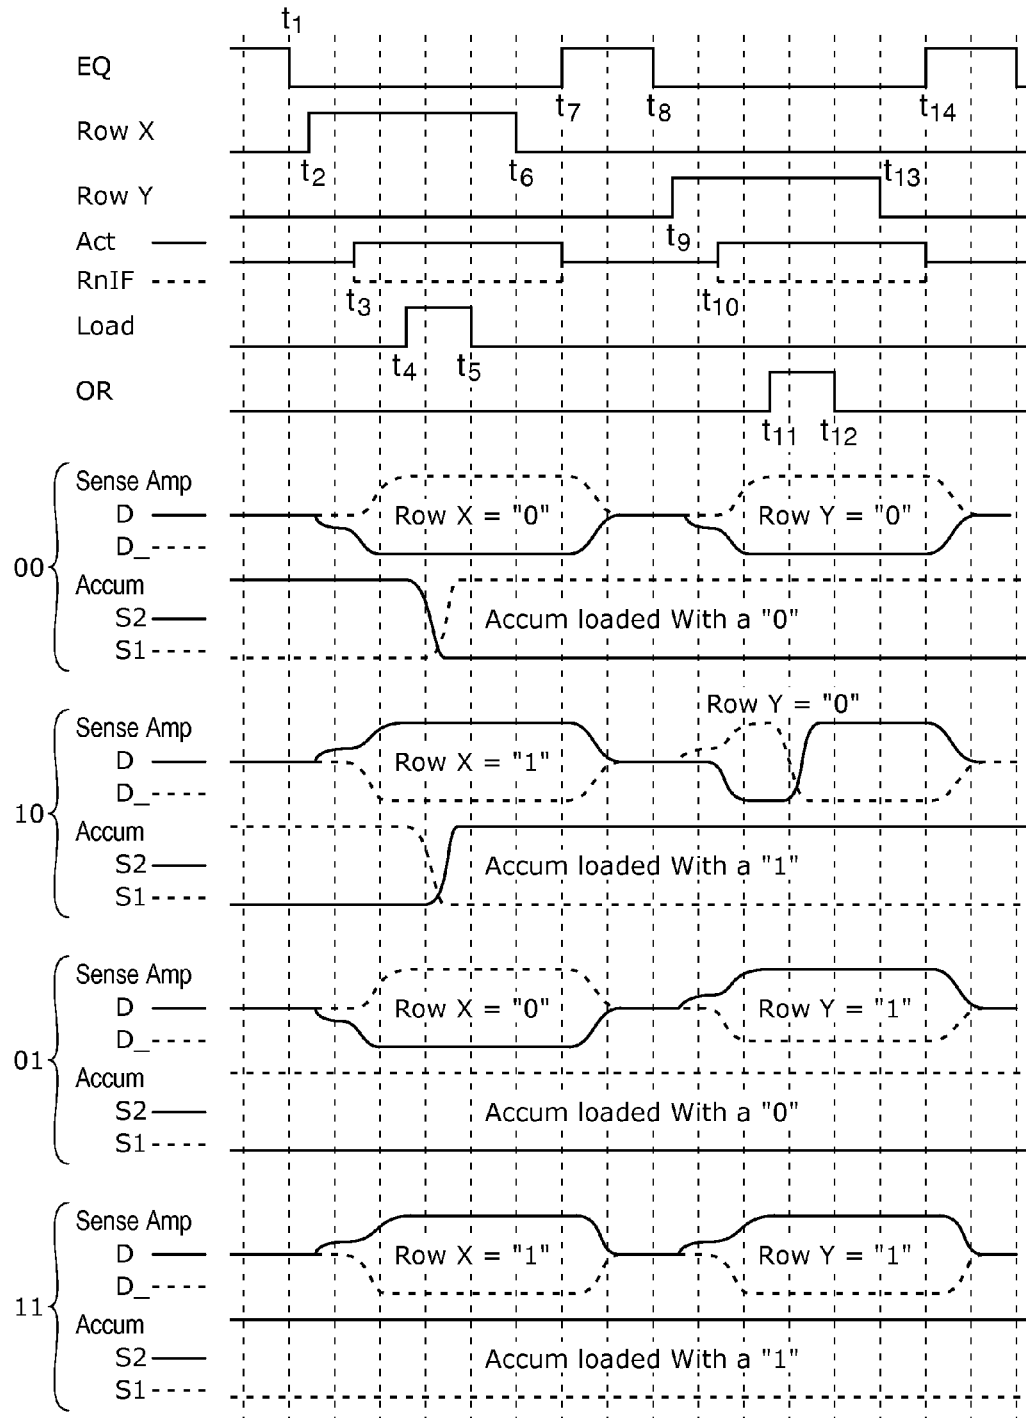 t1
EQ
t7 t8 t14
Row X
t2 t6 t13
Row Y
t9
Act
RnIF
t3 t10
Load
t4 t5
OR
t11 t12
Sense Amp
D
Row X = "0" Row Y = "0"
D_
00
Accum
S2
Accum loaded With a "0"
S1
Row Y = "0"
Sense Amp
D
Row X = "1"
D_
10
Accum
S2
Accum loaded With a "1"
S1
Sense Amp
D
Row X = "0" Row Y = "1"
D_
01
Accum
S2
Accum loaded With a "0"
S1
Sense Amp
D
Row X = "1" Row Y = "1"
D_
11
Accum
S2
Accum loaded With a "1"
S1